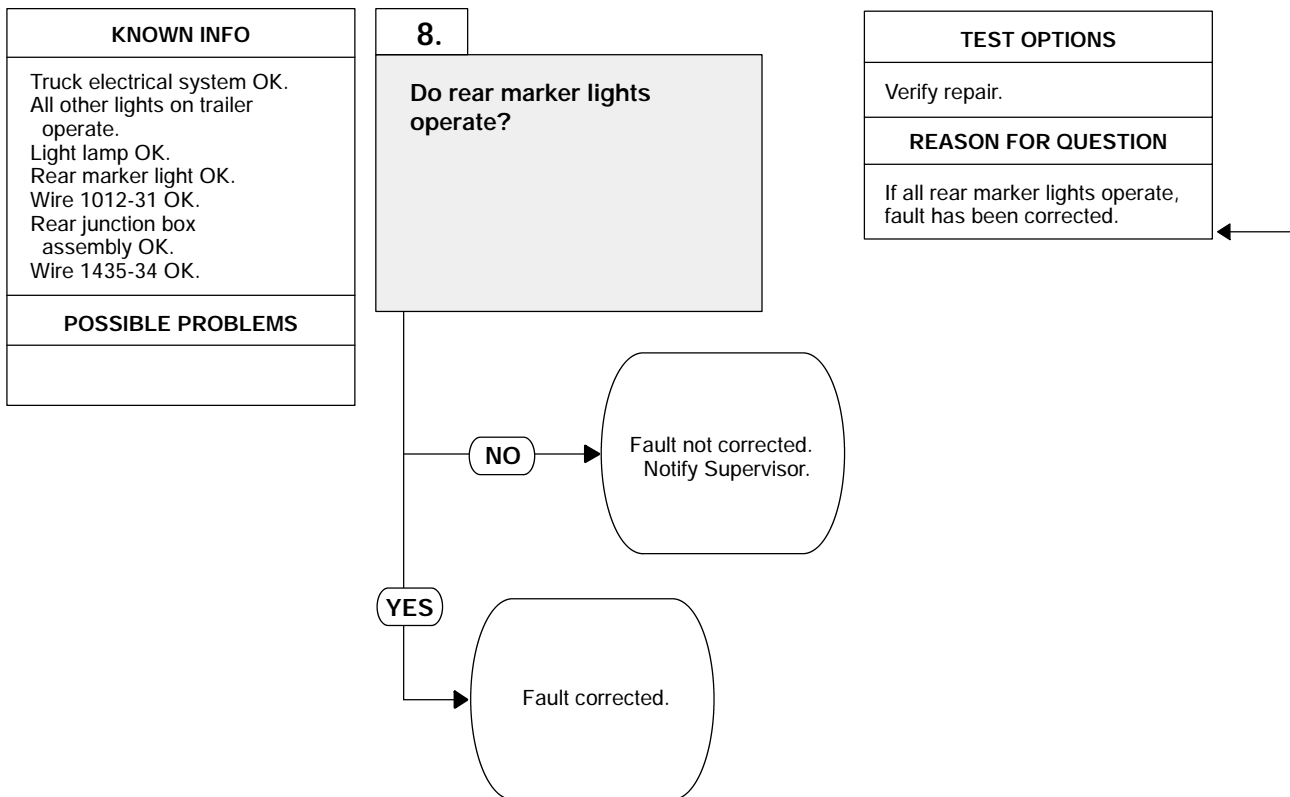 KNOWN INFO
Truck electrical system OK.
All other lights on trailer
operate.
Light lamp OK.
Rear marker light OK.
Wire 1012-31 OK.
Rear junction box
assembly OK.
Wire 1435-34 OK.
POSSIBLE PROBLEMS
8.
Do rear marker lights
operate?
TEST OPTIONS
Verify repair.
REASON FOR QUESTION
If all rear marker lights operate,
fault has been corrected.
NO
Fault not corrected.
Notify Supervisor.
YES
Fault corrected.